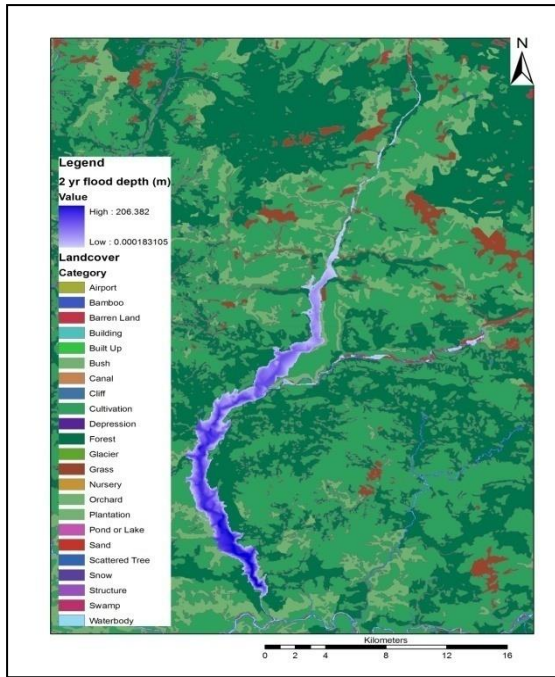 N
Legend
2 yr flood depth (m)
Value
High : 206.382
Low : 0.000183105
Landcover
Category
Airport
Bamboo
Barren Land
Building
Built Up
Bush
Canal
Cliff
Cultivation
Depression
Forest
Glacier
Grass
Nursery
Orchard
Plantation
Pond or Lake
Sand
Scattered Tree
Snow
Structure
Swamp
Waterbody
Kilometers
0 2 4 8 12 16